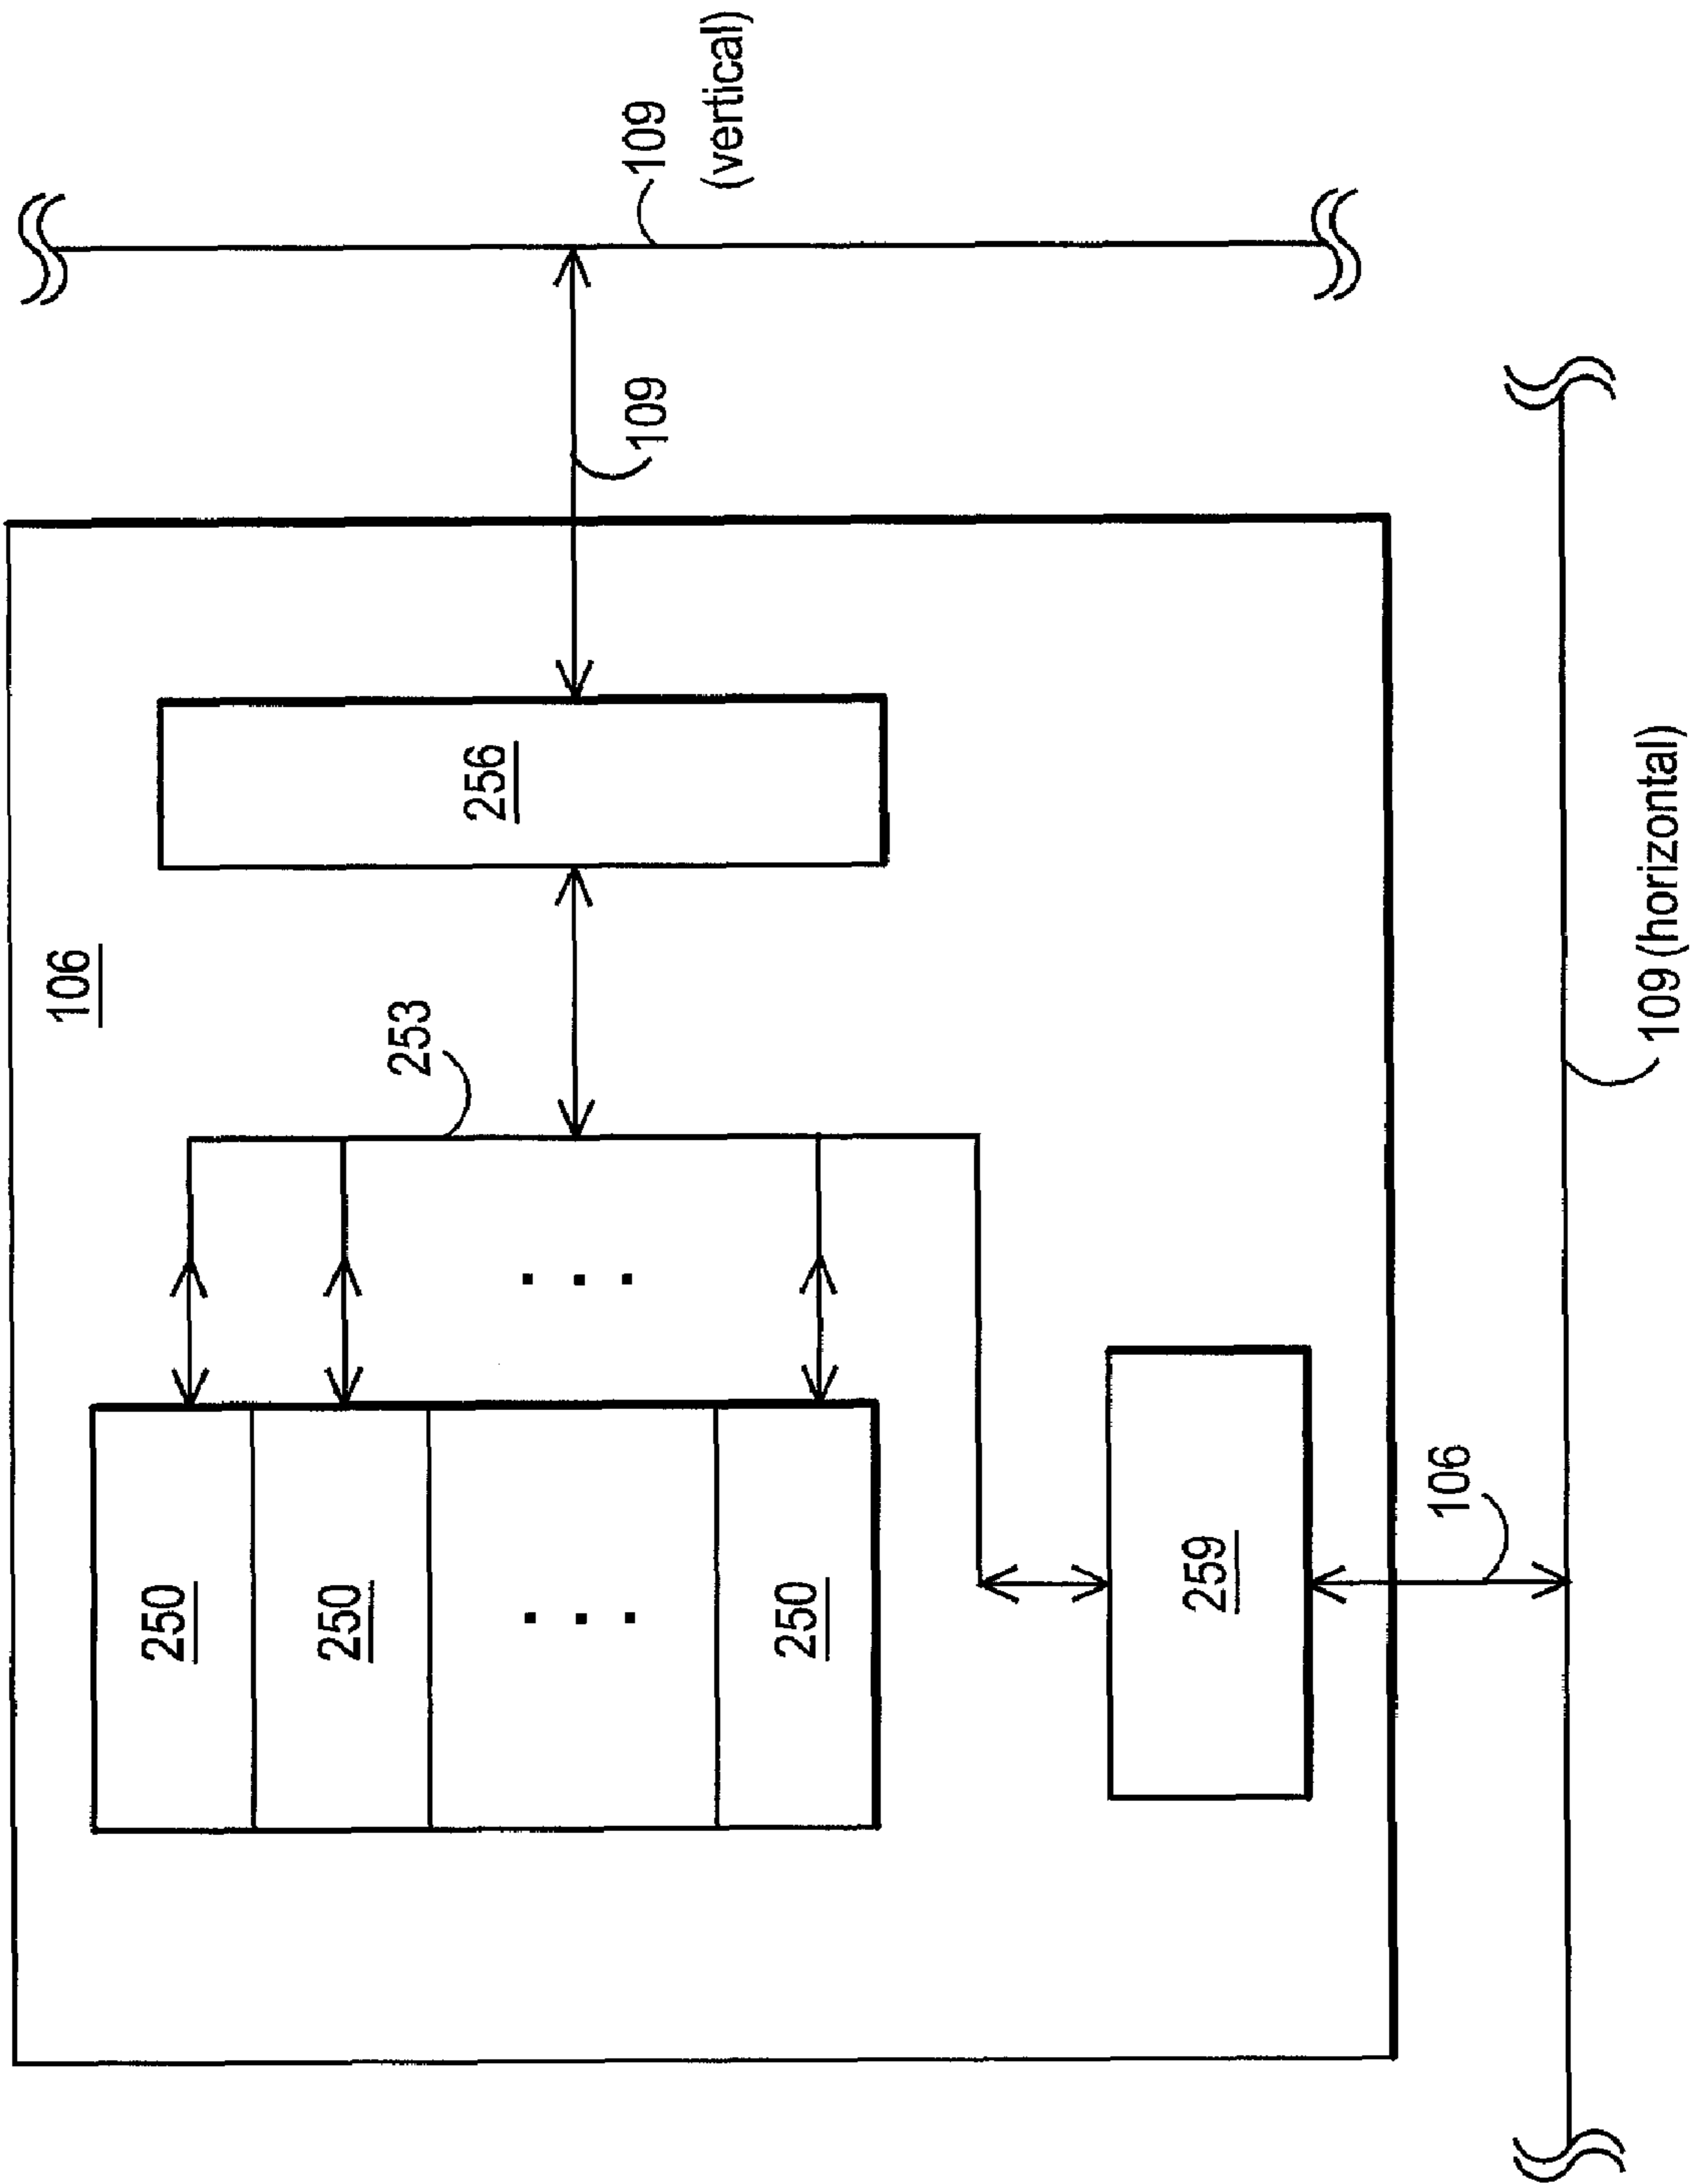 106
250
250
253
256
109
109
(vertical)
. . .
. . .
250
259
106
109 (horizontal)